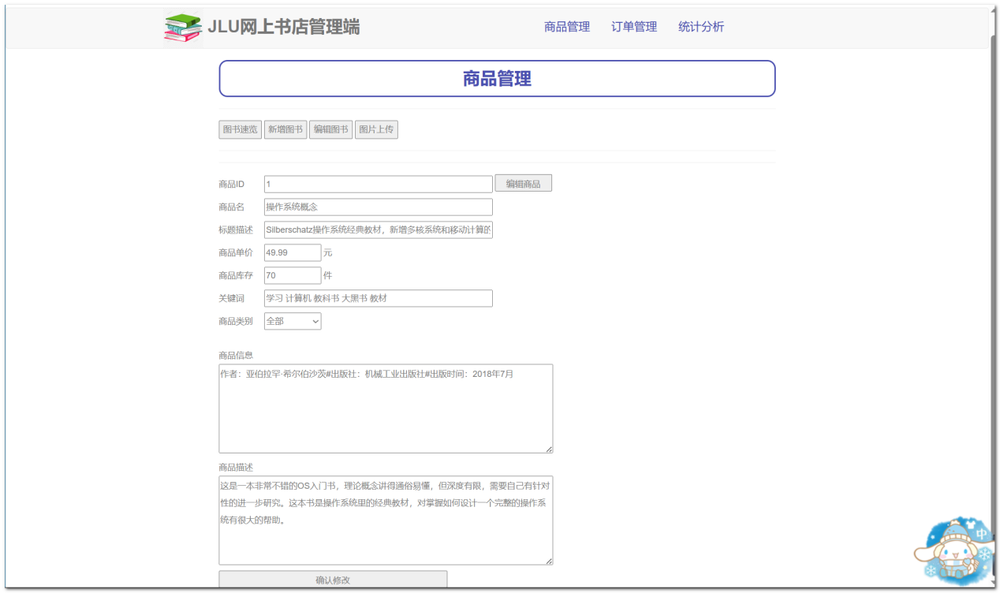 JLU网上书店管理端 商品管理 订单管理 统计分析
商品管理
图书速览 新增图书 编辑图书 图片上传
商品ID 1 编辑商品
商品名 操作系统概念
标题描述 Silberschatz操作系统经典教材，新增多核系统和移动计算的
商品单价 49.99 元
商品库存 70 件
关键词 学习 计算机 教科书 大黑书 教材
商品类别 全部
商品信息
作者：亚伯拉罕·希尔伯沙茨#出版社：机械工业出版社#出版时间：2018年7月
商品描述
这是一本非常不错的OS入门书，理论概念讲得通俗易懂，但深度有限，需要自己有针对
性的进一步研究。这本书是操作系统里的经典教材，对掌握如何设计一个完整的操作系
统有很大的帮助。
中
确认修改